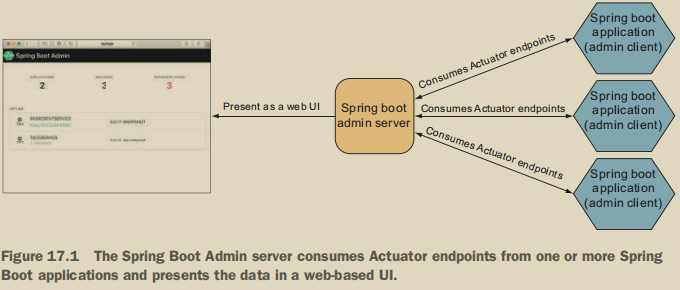 Spring Boot Admin
2
3
3
INGREDIENTSERVICE
TACOSERVICE
Present as a web UI
Spring boot
admin server
Consumes Actuator endpoints
Consumes Actuator endpoints
Consumes Actuator endpoints
Spring boot
application
(admin client)
Spring boot
application
(admin client)
Spring boot
application
(admin client)
Figure 17.1 The Spring Boot Admin server consumes Actuator endpoints from one or more Spring
Boot applications and presents the data in a web-based UI.